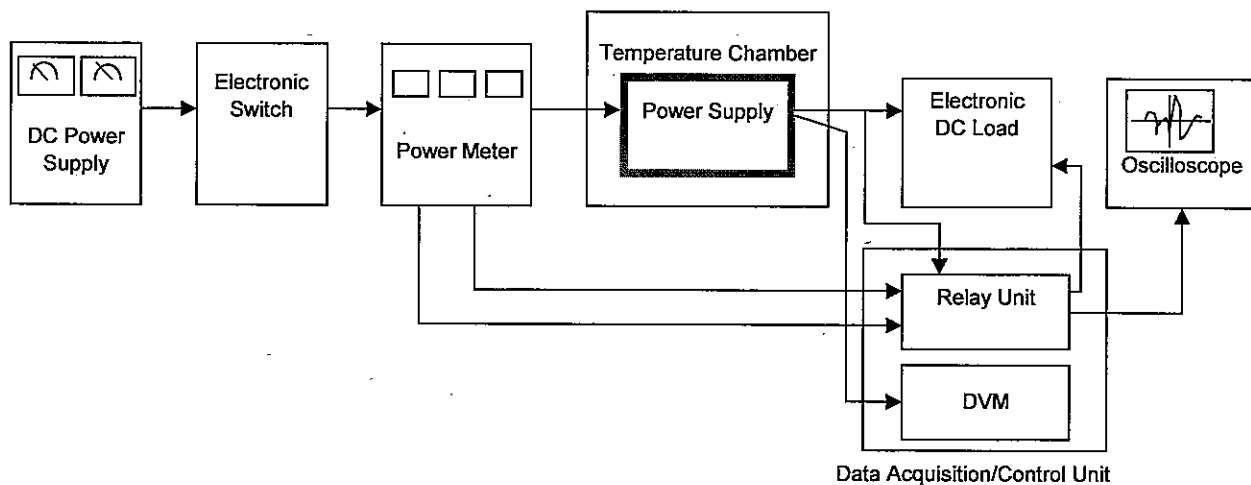 DC Power
Supply
Electronic
Switch
Power Meter
Temperature Chamber
Power Supply
Electronic
DC Load
Oscilloscope
Relay Unit
DVM
Data Acquisition/Control Unit